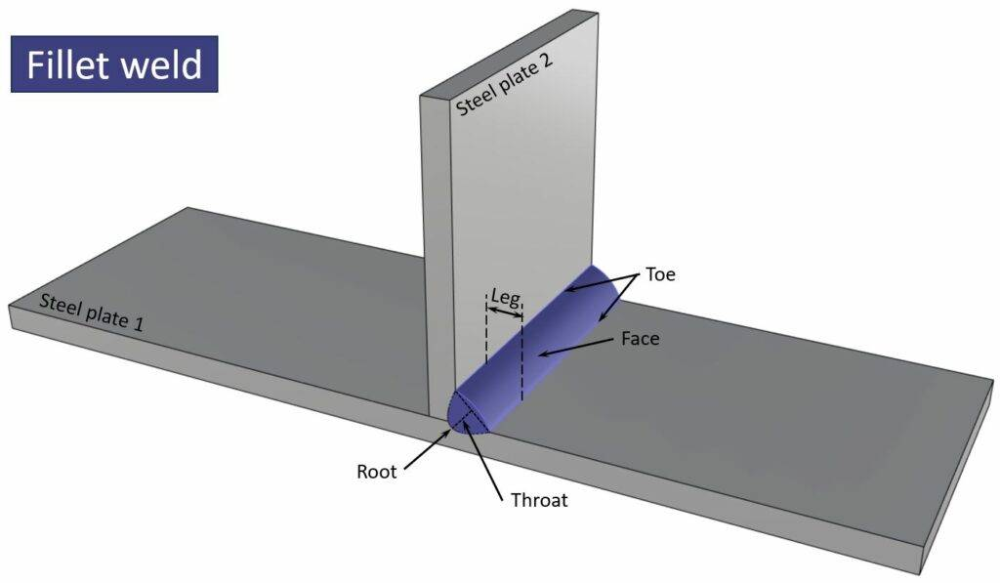 Fillet weld
Steel plate 2
Steel plate 1
Leg
Toe
Face
Root
Throat